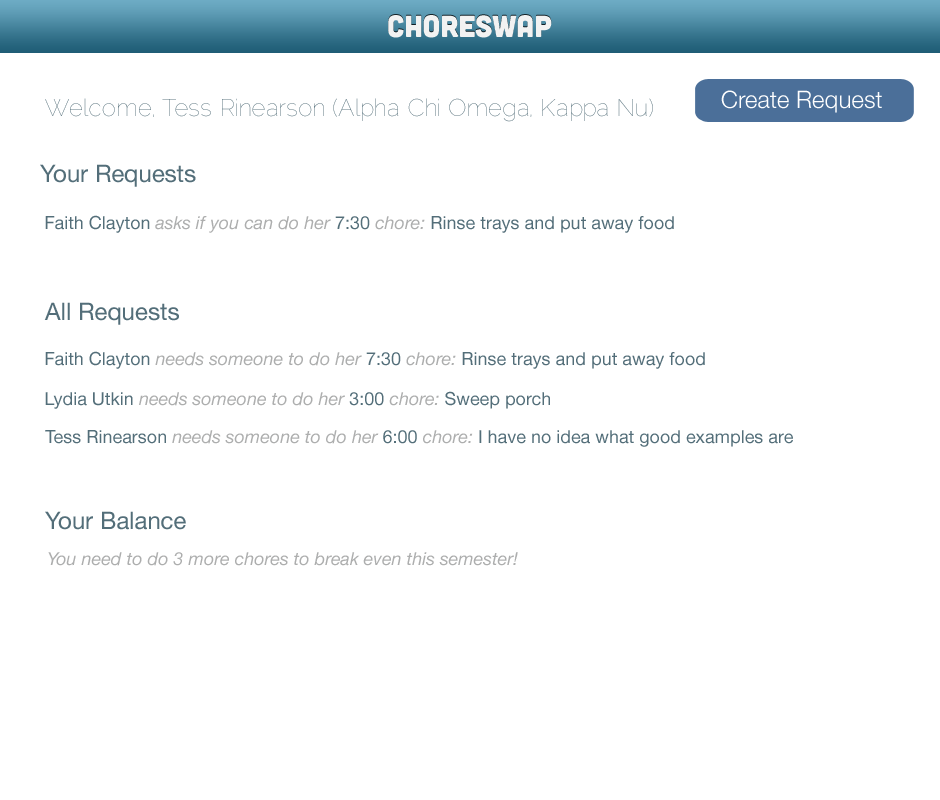 CHORESWAP
Welcome, Tess Rinearson (Alpha Chi Omega, Kappa Nu)
Create Request
Your Requests
Faith Clayton asks if you can do her 7:30 chore: Rinse trays and put away food
All Requests
Faith Clayton needs someone to do her 7:30 chore: Rinse trays and put away food
Lydia Utkin needs someone to do her 3:00 chore: Sweep porch
Tess Rinearson needs someone to do her 6:00 chore: I have no idea what good examples are
Your Balance
You need to do 3 more chores to break even this semester!